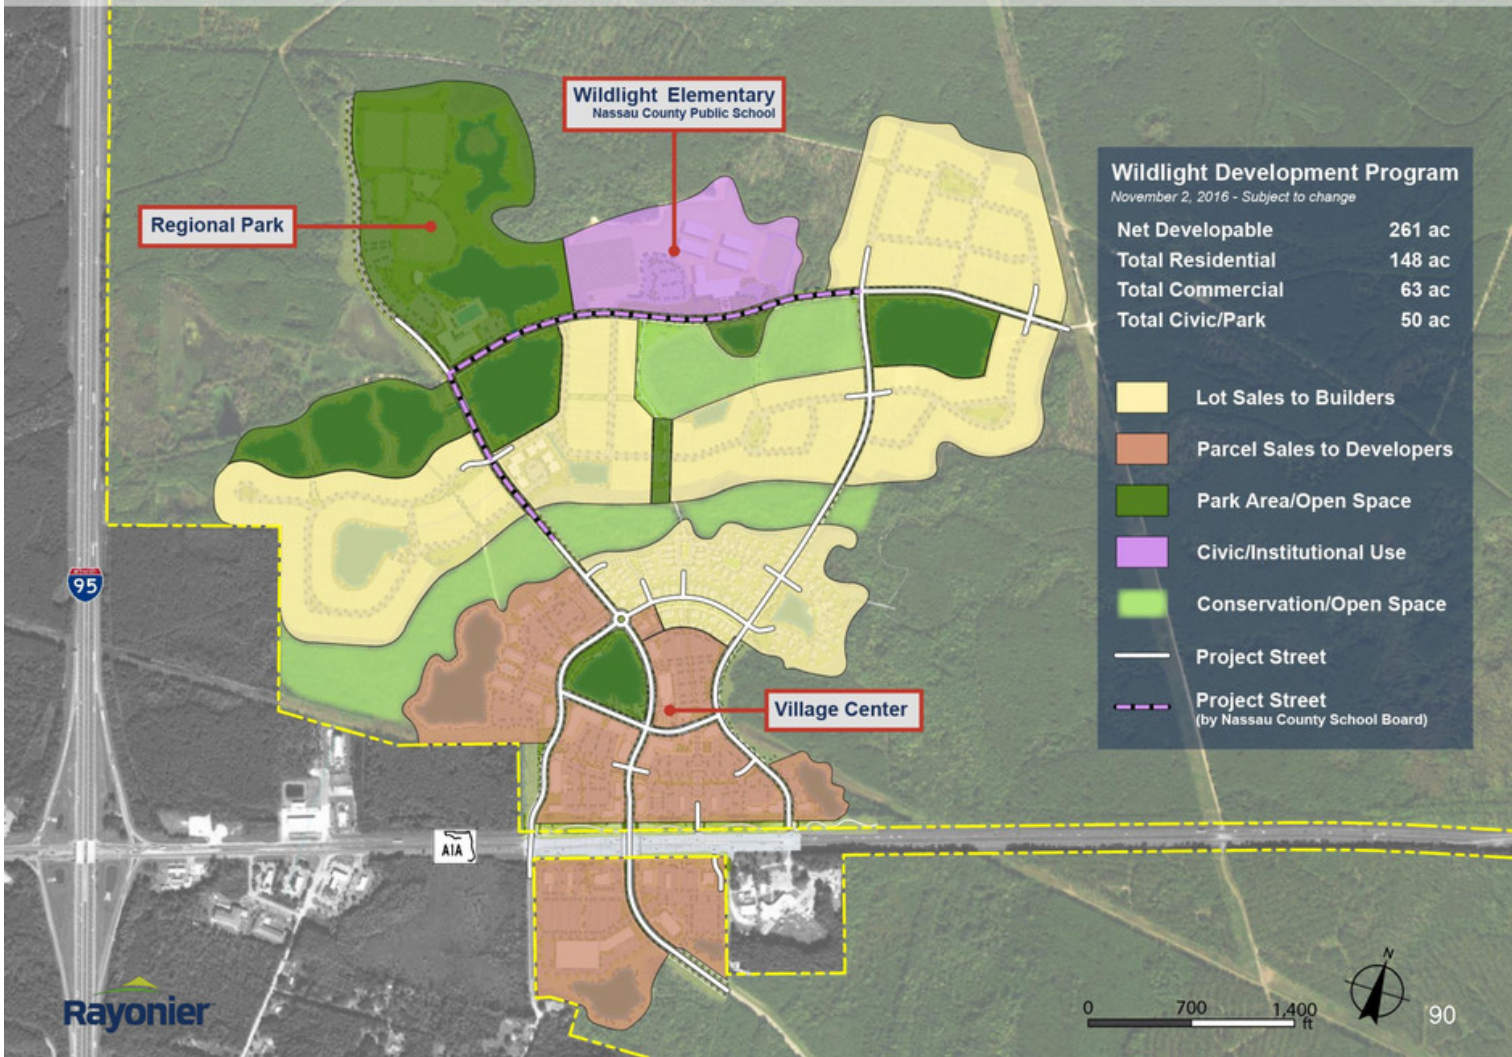 Wildlight Elementary
Nassau County Public School
Regional Park
Wildlight Development Program
November 2, 2016 - Subject to change
Net Developable 261 ac
Total Residential 148 ac
Total Commercial 63 ac
Total Civic/Park 50 ac
Lot Sales to Builders
Parcel Sales to Developers
Park Area/Open Space
Civic/Institutional Use
Conservation/Open Space
Project Street
Project Street
(by Nassau County School Board)
95
Village Center
A1A
Rayonier
0 700 1,400
ft
N
90